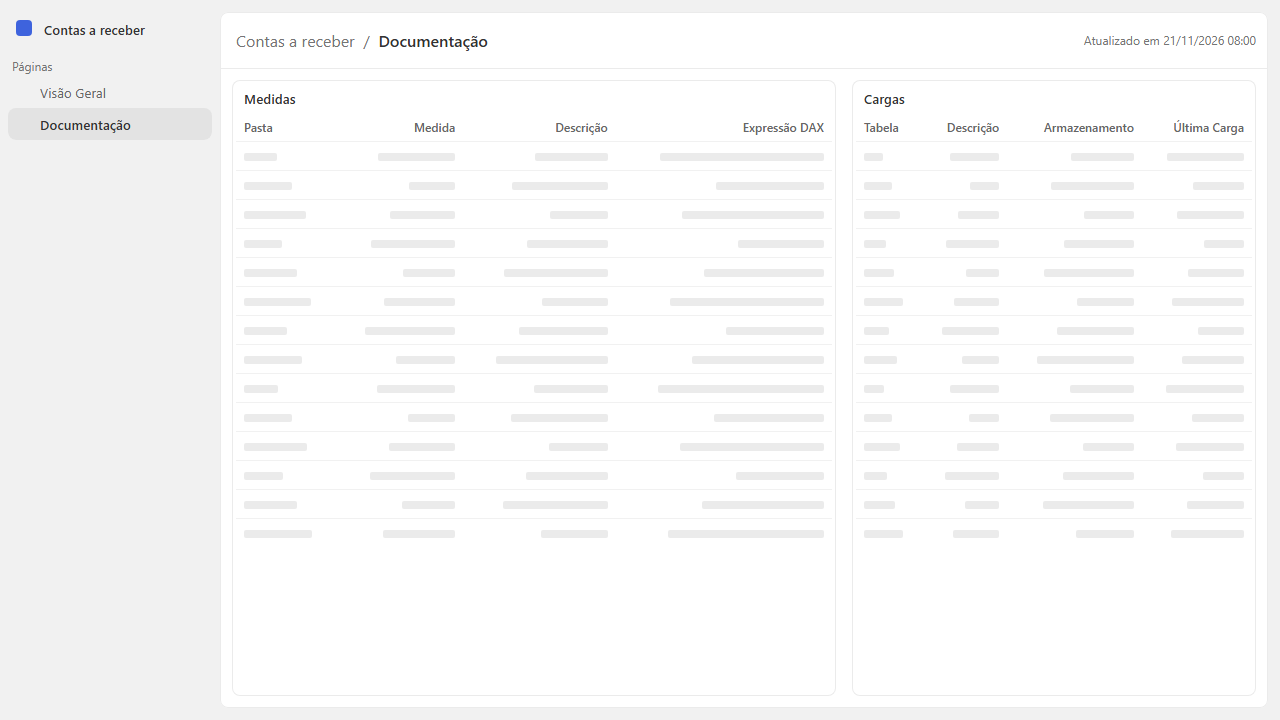 Contas a receber
Páginas
Visão Geral
Documentação
Contas a receber / Documentação
Atualizado em 21/11/2026 08:00
Medidas
Pasta Medida Descrição Expressão DAX
Cargas
Tabela Descrição Armazenamento Última Carga